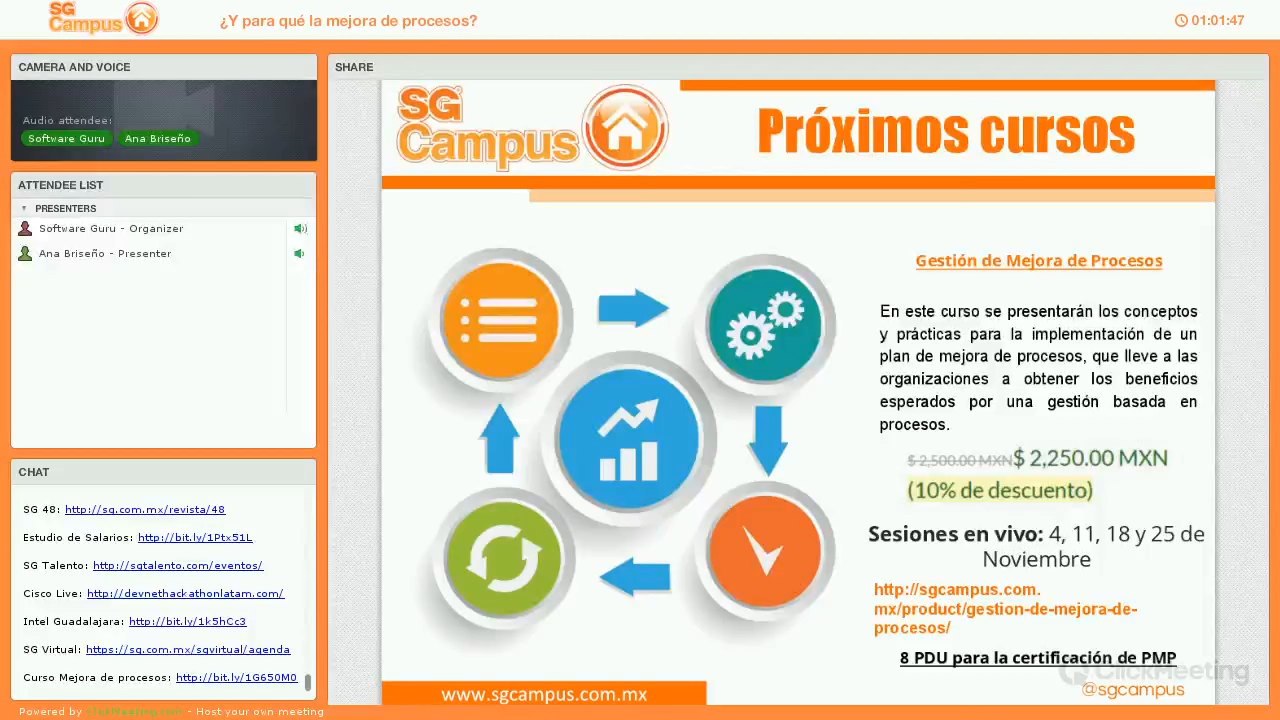 SG
Campus
¿Y para qué la mejora de procesos?
01:01:47
CAMERA AND VOICE
Audio attendee:
Software Guru Ana Briseño
ATTENDEE LIST
PRESENTERS
Software Guru - Organizer
Ana Briseño - Presenter
CHAT
SG 48: http://sg.com.mx/revista/48
Estudio de Salarios: http://bit.ly/1Ptx51L
SG Talento: http://sgtalento.com/eventos/
Cisco Live: http://devnethackathonlatam.com/
Intel Guadalajara: http://bit.ly/1k5hCc3
SG Virtual: https://sg.com.mx/sgvirtual/agenda
Curso Mejora de procesos: http://bit.ly/1G650M0
Powered by ClickMeeting.com - Host your own meeting
SHARE
SG
Campus
Próximos cursos
Gestión de Mejora de Procesos
En este curso se presentarán los conceptos
y prácticas para la implementación de un
plan de mejora de procesos, que lleve a las
organizaciones a obtener los beneficios
esperados por una gestión basada en
procesos.
$ 2,500.00 MXN $ 2,250.00 MXN
(10% de descuento)
Sesiones en vivo: 4, 11, 18 y 25 de
Noviembre
http://sgcampus.com.
mx/product/gestion-de-mejora-de-
procesos/
8 PDU para la certificación de PMP
ClickMeeting
@sgcampus
www.sgcampus.com.mx